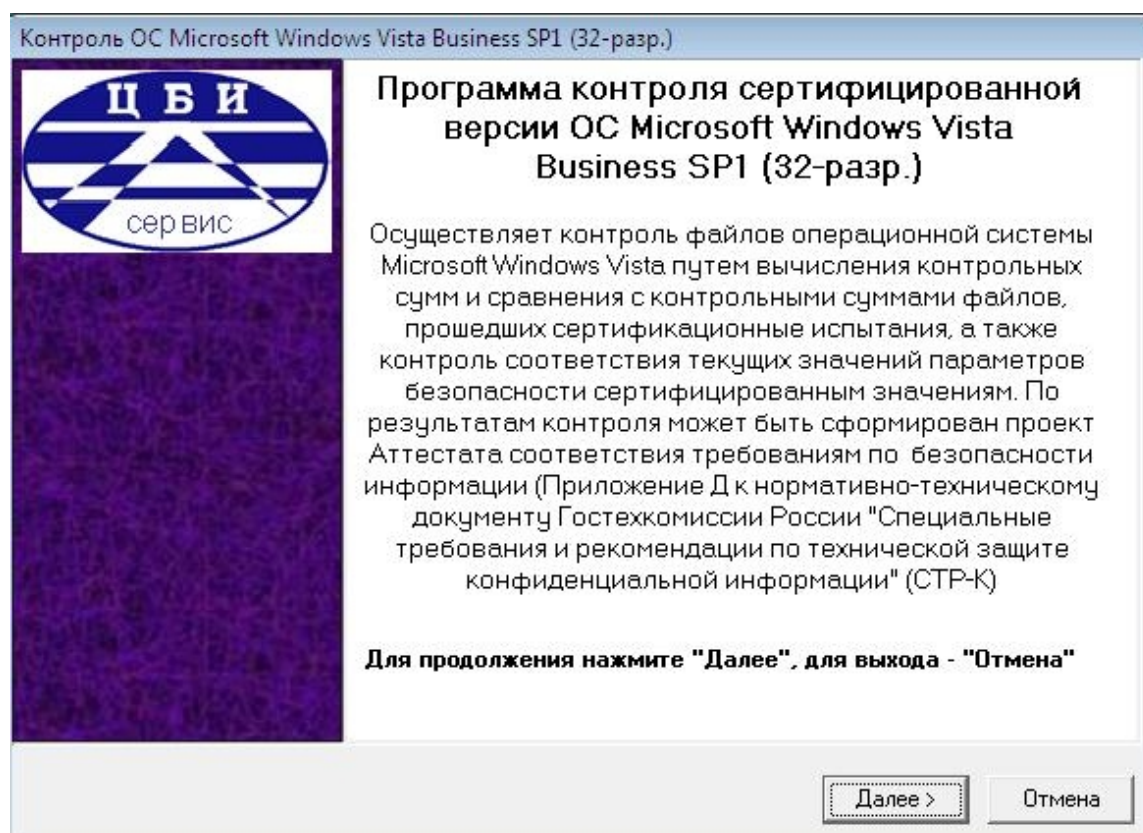 Контроль ОС Microsoft Windows Vista Business SP1 (32-разр.)
ЦБИ
сервис
Программа контроля сертифицированной
версии ОС Microsoft Windows Vista
Business SP1 (32-разр.)
Осуществляет контроль файлов операционной системы
Microsoft Windows Vista путем вычисления контрольных
сумм и сравнения с контрольными суммами файлов,
прошедших сертификационные испытания, а также
контроль соответствия текущих значений параметров
безопасности сертифицированным значениям. По
результатам контроля может быть сформирован проект
Аттестата соответствия требованиям по безопасности
информации (Приложение Д к нормативно-техническому
документу Гостехкомиссии России "Специальные
требования и рекомендации по технической защите
конфиденциальной информации" (СТР-К)
Для продолжения нажмите "Далее", для выхода - "Отмена"
Далее >
Отмена